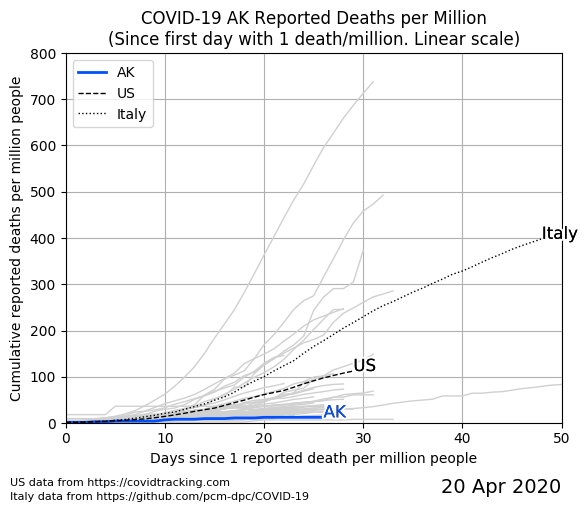 COVID-19 AK Reported Deaths per Million
(Since first day with 1 death/million. Linear scale)
800
700
600
500
400
300
200
100
0
Cumulative reported deaths per million people
AK
US
Italy
Italy
US
AK
0
10
20
30
40
50
Days since 1 reported death per million people
US data from https://covidtracking.com
Italy data from https://github.com/pcm-dpc/COVID-19
20 Apr 2020